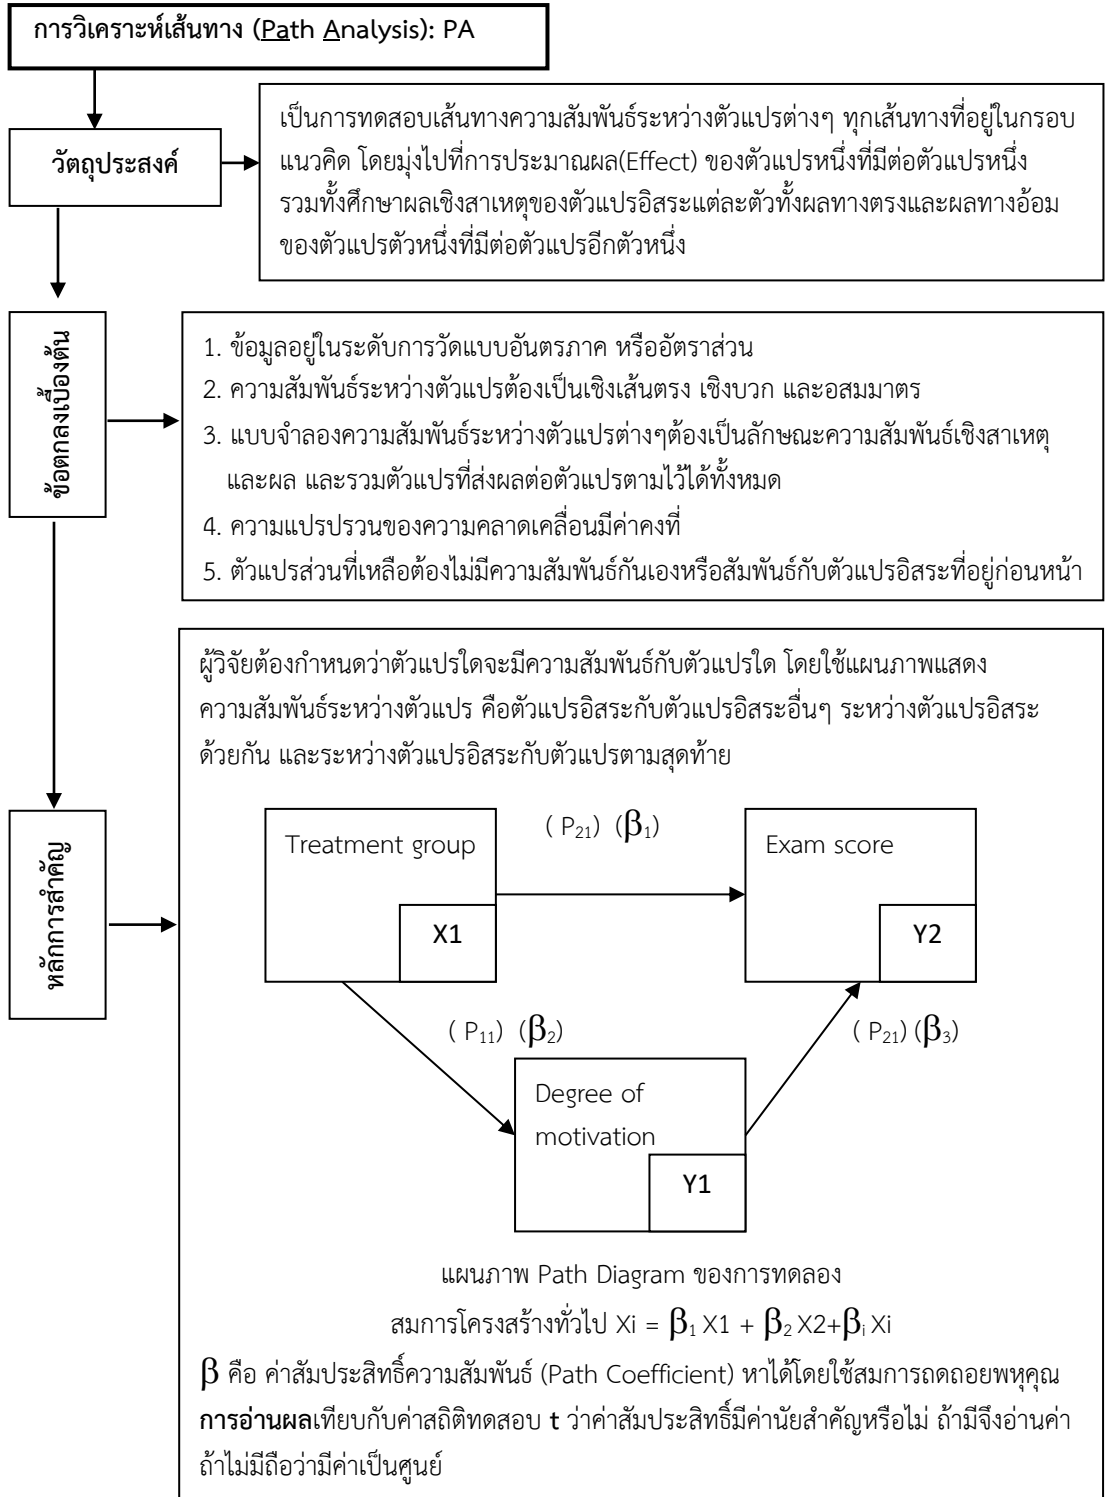 การวิเคราะห์เส้นทาง (Path Analysis): PA
วัตถุประสงค์
เป็นการทดสอบเส้นทางความสัมพันธ์ระหว่างตัวแปรต่างๆ ทุกเส้นทางที่อยู่ในกรอบ
แนวคิด โดยมุ่งไปที่การประมาณผล(Effect) ของตัวแปรหนึ่งที่มีต่อตัวแปรหนึ่ง
รวมทั้งศึกษาผลเชิงสาเหตุของตัวแปรอิสระแต่ละตัวทั้งผลทางตรงและผลทางอ้อม
ของตัวแปรตัวหนึ่งที่มีต่อตัวแปรอีกตัวหนึ่ง
ข้อตกลงเบื้องต้น
1. ข้อมูลอยู่ในระดับการวัดแบบอันตรภาค หรืออัตราส่วน
2. ความสัมพันธ์ระหว่างตัวแปรต้องเป็นเชิงเส้นตรง เชิงบวก และอสมมาตร
3. แบบจำลองความสัมพันธ์ระหว่างตัวแปรต่างๆต้องเป็นลักษณะความสัมพันธ์เชิงสาเหตุ
และผล และรวมตัวแปรที่ส่งผลต่อตัวแปรตามไว้ได้ทั้งหมด
4. ความแปรปรวนของความคลาดเคลื่อนมีค่าคงที่
5. ตัวแปรส่วนที่เหลือต้องไม่มีความสัมพันธ์กันเองหรือสัมพันธ์กับตัวแปรอิสระที่อยู่ก่อนหน้า
หลักการสำคัญ
ผู้วิจัยต้องกำหนดว่าตัวแปรใดจะมีความสัมพันธ์กับตัวแปรใด โดยใช้แผนภาพแสดง
ความสัมพันธ์ระหว่างตัวแปร คือตัวแปรอิสระกับตัวแปรอิสระอื่นๆ ระหว่างตัวแปรอิสระ
ด้วยกัน และระหว่างตัวแปรอิสระกับตัวแปรตามสุดท้าย
Treatment group
X1
( P₂₁) (β₁)
Exam score
Y2
( P₁₁) (β₂)
( P₂₁) (β₃)
Degree of
motivation
Y1
แผนภาพ Path Diagram ของการทดลอง
สมการโครงสร้างทั่วไป Xi = β₁ X1 + β₂ X2+βᵢ Xi
β คือ ค่าสัมประสิทธิ์ความสัมพันธ์ (Path Coefficient) หาได้โดยใช้สมการถดถอยพหุคุณ
การอ่านผลเทียบกับค่าสถิติทดสอบ t ว่าค่าสัมประสิทธิ์มีค่านัยสำคัญหรือไม่ ถ้ามีจึงอ่านค่า
ถ้าไม่มีถือว่ามีค่าเป็นศูนย์